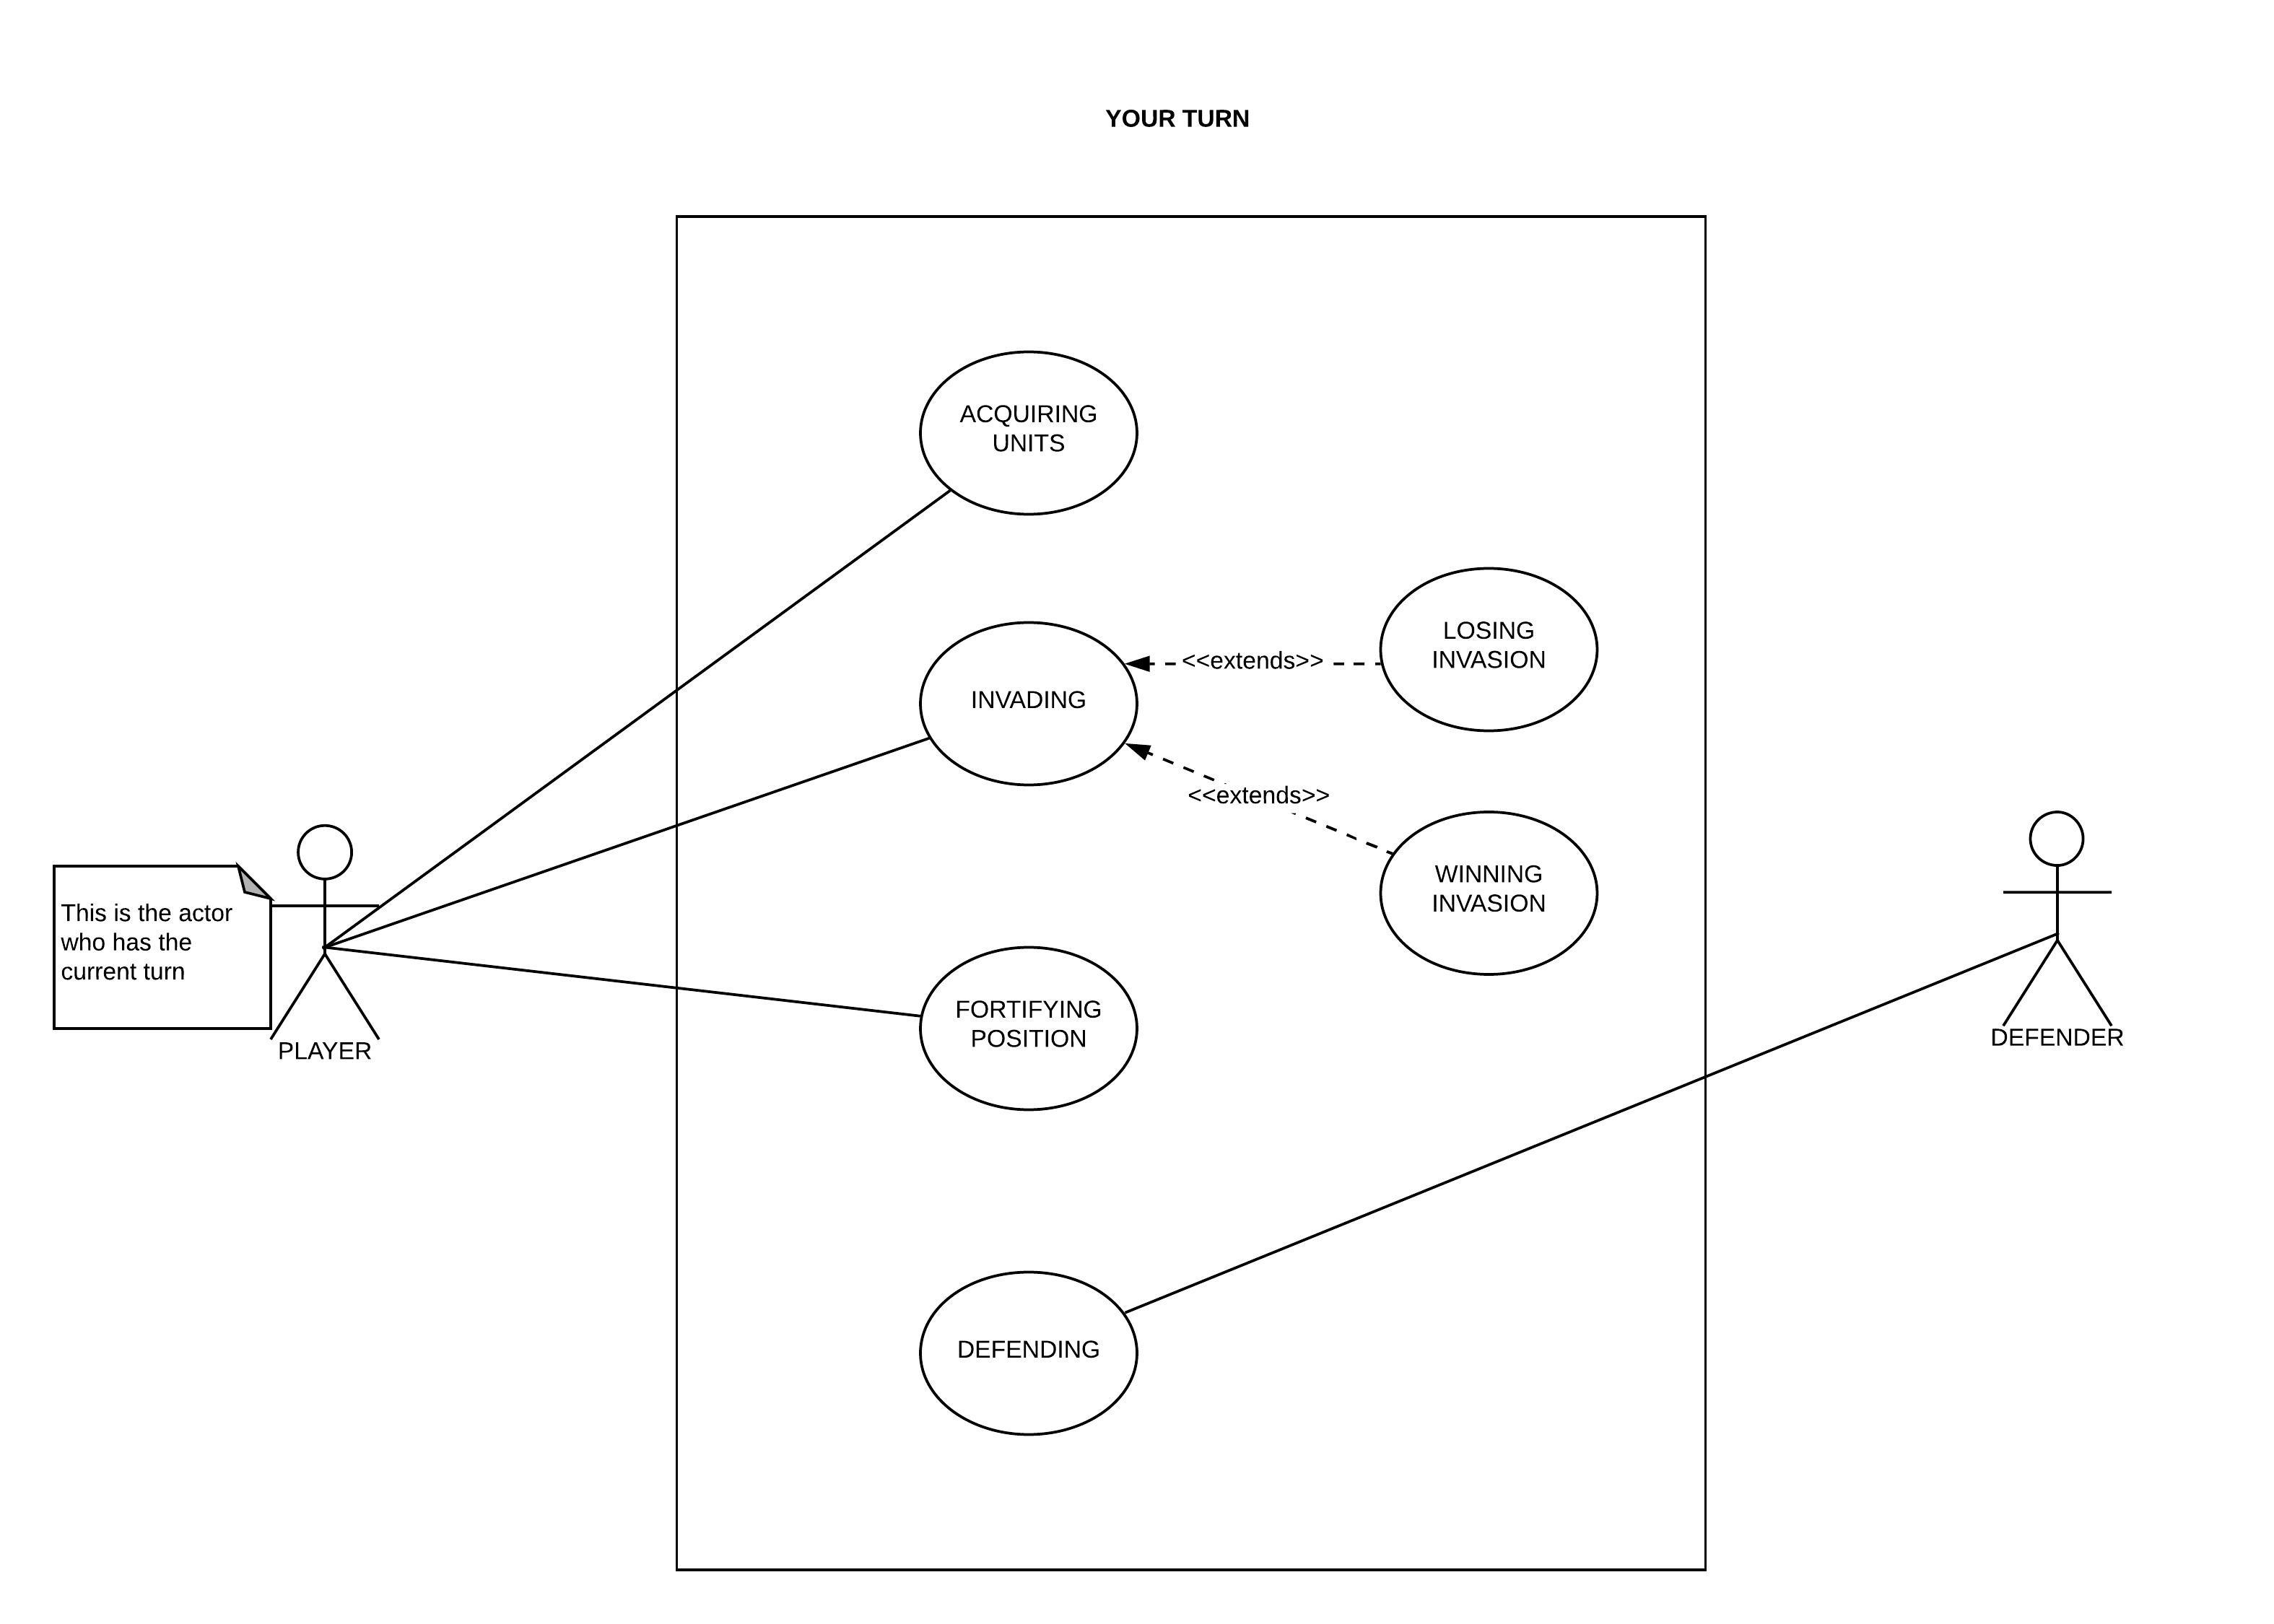 YOUR TURN
ACQUIRING
UNITS
LOSING
INVASION
<<extends>>
INVADING
<<extends>>
WINNING
INVASION
This is the actor
who has the
current turn
PLAYER
FORTIFYING
POSITION
DEFENDER
DEFENDING